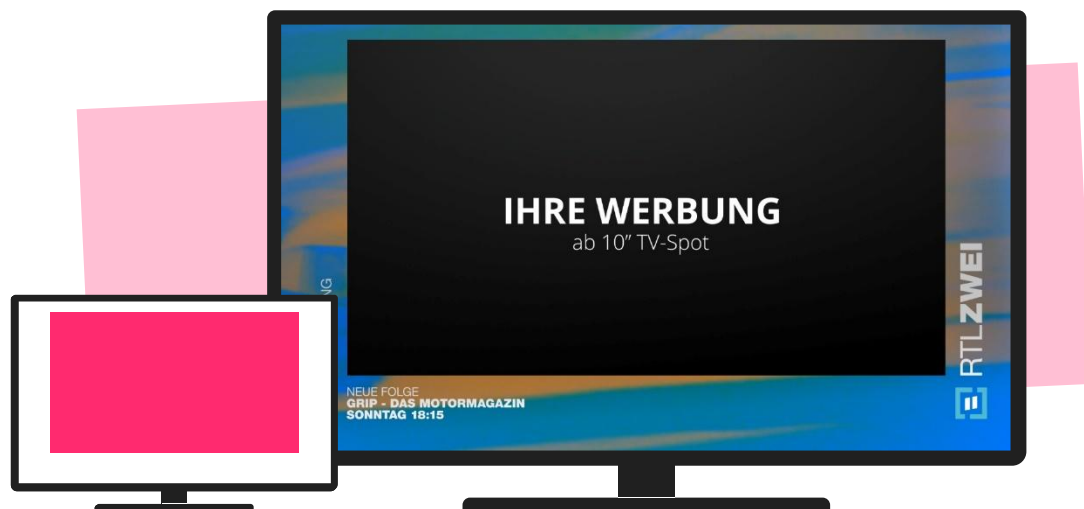 IHRE WERBUNG
ab 10” TV-Spot
NEUE FOLGE
GRIP - DAS MOTORMAGAZIN
SONNTAG 18:15
RTLZWEI